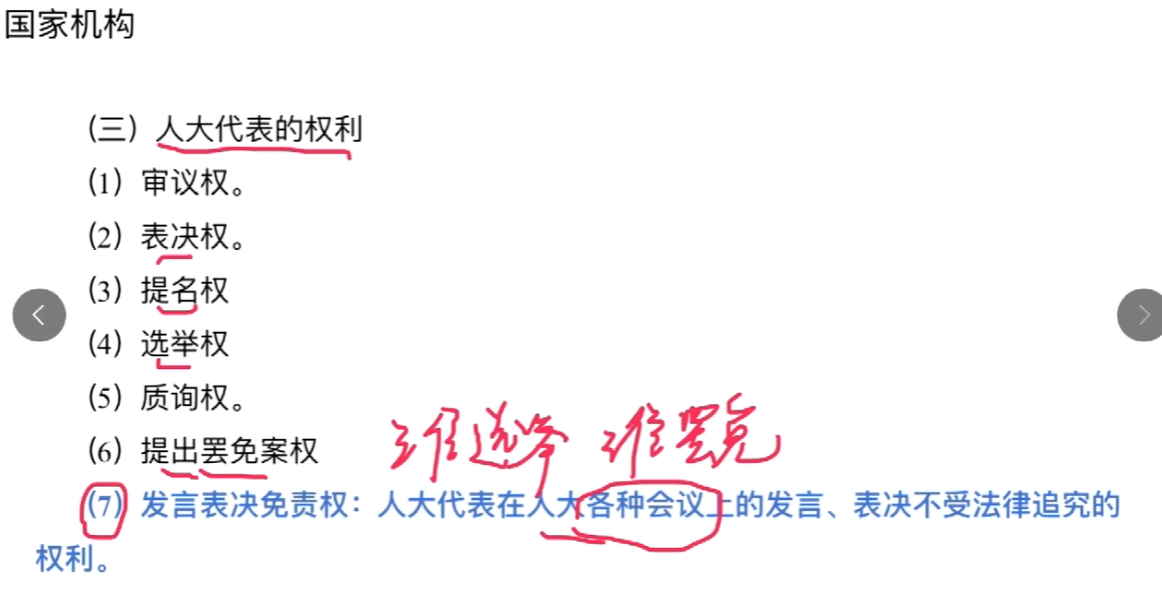 国家机构
（三）人大代表的权利
（1）审议权。
（2）表决权。
（3）提名权
（4）选举权
（5）质询权。
（6）提出罢免案权
谁选举 谁罢免
（7）发言表决免责权：人大代表在人大各种会议上的发言、表决不受法律追究的
权利。